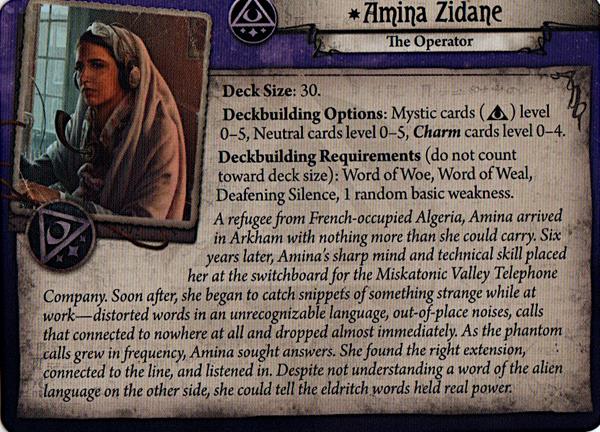 *Amina Zidane
The Operator
Deck Size: 30.
Deckbuilding Options: Mystic cards ( ) level
0–5, Neutral cards level 0–5, Charm cards level 0–4.
Deckbuilding Requirements (do not count
toward deck size): Word of Woe, Word of Weal,
Deafening Silence, 1 random basic weakness.
A refugee from French-occupied Algeria, Amina arrived
in Arkham with nothing more than she could carry. Six
years later, Amina's sharp mind and technical skill placed
her at the switchboard for the Miskatonic Valley Telephone
Company. Soon after, she began to catch snippets of something strange while at
work—distorted words in an unrecognizable language, out-of-place noises, calls
that connected to nowhere at all and dropped almost immediately. As the phantom
calls grew in frequency, Amina sought answers. She found the right extension,
connected to the line, and listened in. Despite not understanding a word of the alien
language on the other side, she could tell the eldritch words held real power.